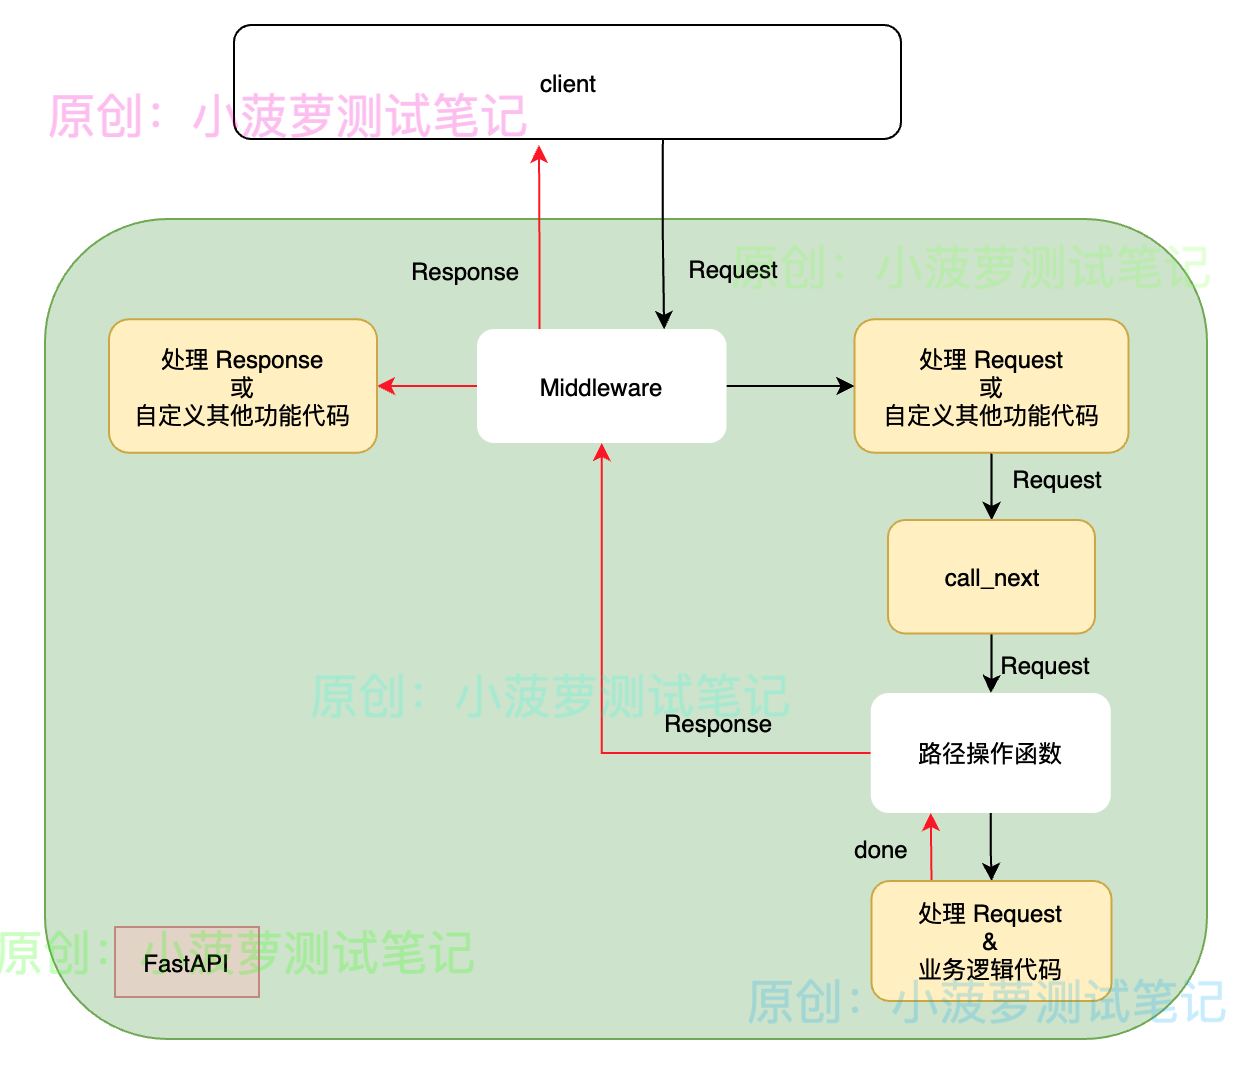 client
原创：小菠萝测试笔记
Response
Request
原创：小菠萝测试笔记
处理 Response
或
自定义其他功能代码
Middleware
处理 Request
或
自定义其他功能代码
Request
call_next
Request
原创：小菠萝测试笔记
Response
路径操作函数
done
处理 Request
&
业务逻辑代码
原创：小菠萝测试笔记
FastAPI
原创：小菠萝测试笔记